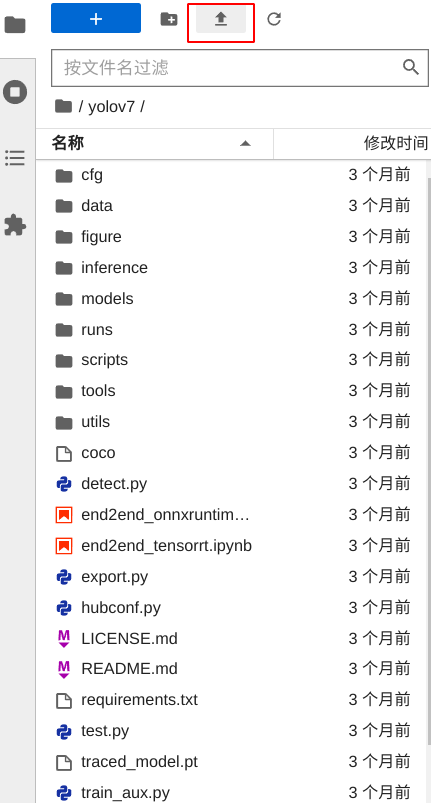 按文件名过滤
/ yolov7 /
名称 修改时间
cfg 3 个月前
data 3 个月前
figure 3 个月前
inference 3 个月前
models 3 个月前
runs 3 个月前
scripts 3 个月前
tools 3 个月前
utils 3 个月前
coco 3 个月前
detect.py 3 个月前
end2end_onnxruntim… 3 个月前
end2end_tensorrt.ipynb 3 个月前
export.py 3 个月前
hubconf.py 3 个月前
LICENSE.md 3 个月前
README.md 3 个月前
requirements.txt 3 个月前
test.py 3 个月前
traced_model.pt 3 个月前
train_aux.py 3 个月前